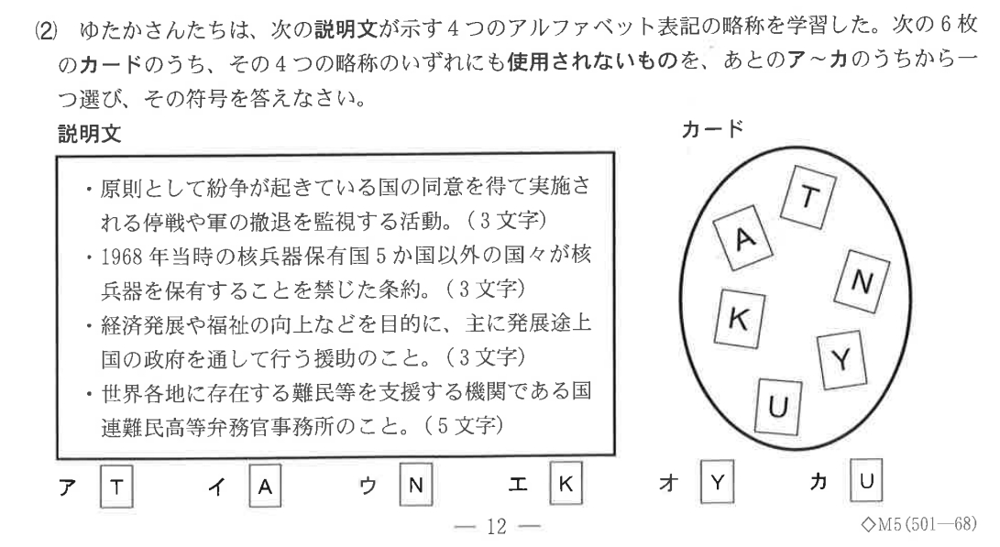 (2) ゆたかさんたちは、次の説明文が示す4つのアルファベット表記の略称を学習した。次の6枚
のカードのうち、その4つの略称のいずれにも使用されないものを、あとのア～カのうちから一
つ選び、その符号を答えなさい。
説明文
カード
・原則として紛争が起きている国の同意を得て実施さ
れる停戦や軍の撤退を監視する活動。(3文字)
・1968年当時の核兵器保有国5か国以外の国々が核
兵器を保有することを禁じた条約。(3文字)
・経済発展や福祉の向上などを目的に、主に発展途上
国の政府を通して行う援助のこと。(3文字)
・世界各地に存在する難民等を支援する機関である国
連難民高等弁務官事務所のこと。(5文字)
T
A
N
K
Y
U
ア T イ A ウ N エ K オ Y カ U
― 12 ―
◇M5(501―68)